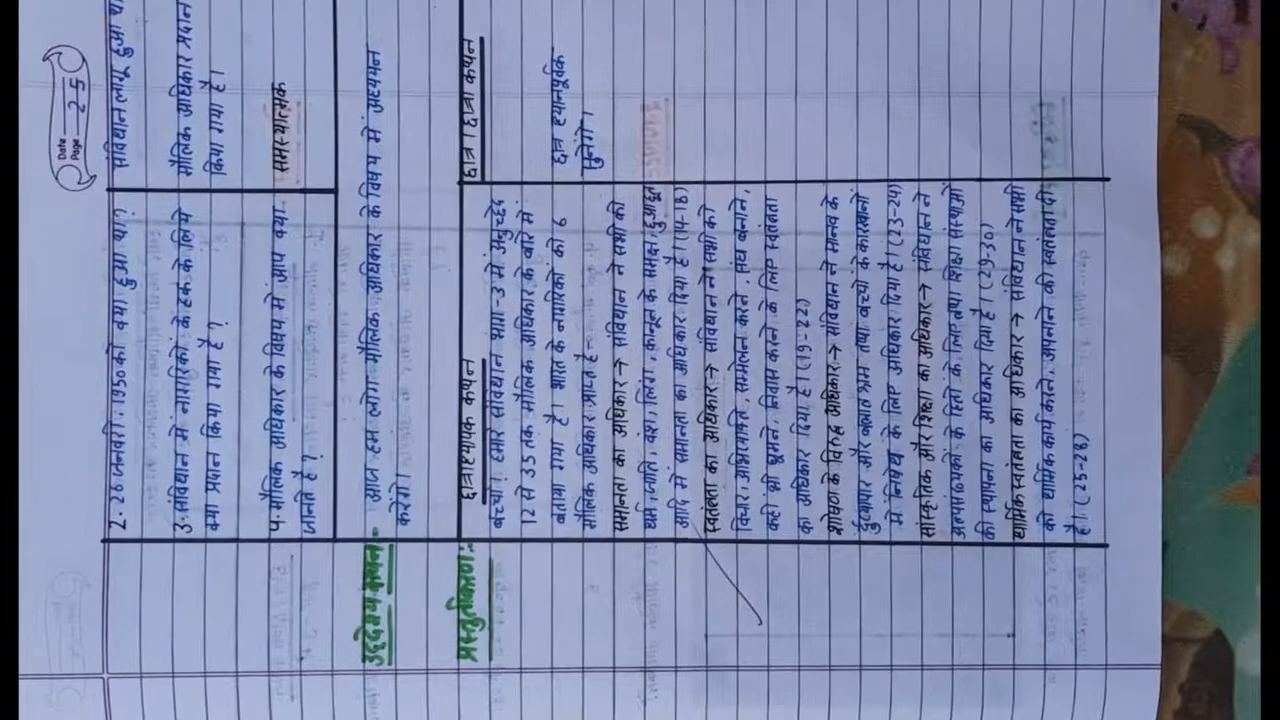 Date
Page 25
2. 26 जनवरी 1950 को क्या हुआ था? संविधान लागू हुआ था
3. संविधान में नागरिकों के हक के लिये मौलिक अधिकार प्रदान
क्या प्रदान किया गया है? किया गया है।
4. मौलिक अधिकार के विषय में आप क्या- समस्यात्मक
जानते है?
उद्देश्य कथन:- आज हम लोग मौलिक अधिकार के विषय में अध्ययन
करेंगे।
प्रस्तुतीकरण:- छात्राध्यापक कथन छात्र/छात्रा कथन
बच्चों! हमारे संविधान भाग-3 में अनुच्छेद
12 से 35 तक मौलिक अधिकार के बारे में
बताया गया है। भारत के नागरिकों को 6 छात्र ध्यानपूर्वक
मौलिक अधिकार प्राप्त है- सुनेंगे।
समानता का अधिकार → संविधान ने सभी को
धर्म, जाति, वंश, लिंग, कानून के समक्ष, छुआछूत
आदि में समानता का अधिकार दिया है। (14-18)
स्वतंत्रता का अधिकार → संविधान ने सभी को
विचार, अभिव्यक्ति, सम्मेलन करने, संघ बनाने,
कहीं भी घूमने, निवास करने के लिए स्वतंत्रता
का अधिकार दिया है। (19-22)
शोषण के विरुद्ध अधिकार → संविधान ने मानव के
दुर्व्यापार और बलात श्रम तथा बच्चों के कारखानों
में निषेध के लिए अधिकार दिया है। (23-24)
सांस्कृतिक और शिक्षा का अधिकार → संविधान ने
अल्पसंख्यकों के हितों के लिए तथा शिक्षा संस्थाओं
की स्थापना का अधिकार दिया है। (29-30)
धार्मिक स्वतंत्रता का अधिकार → संविधान ने सभी
को धार्मिक कार्य करने, अपनाने की स्वतंत्रता दी
है। (25-28)